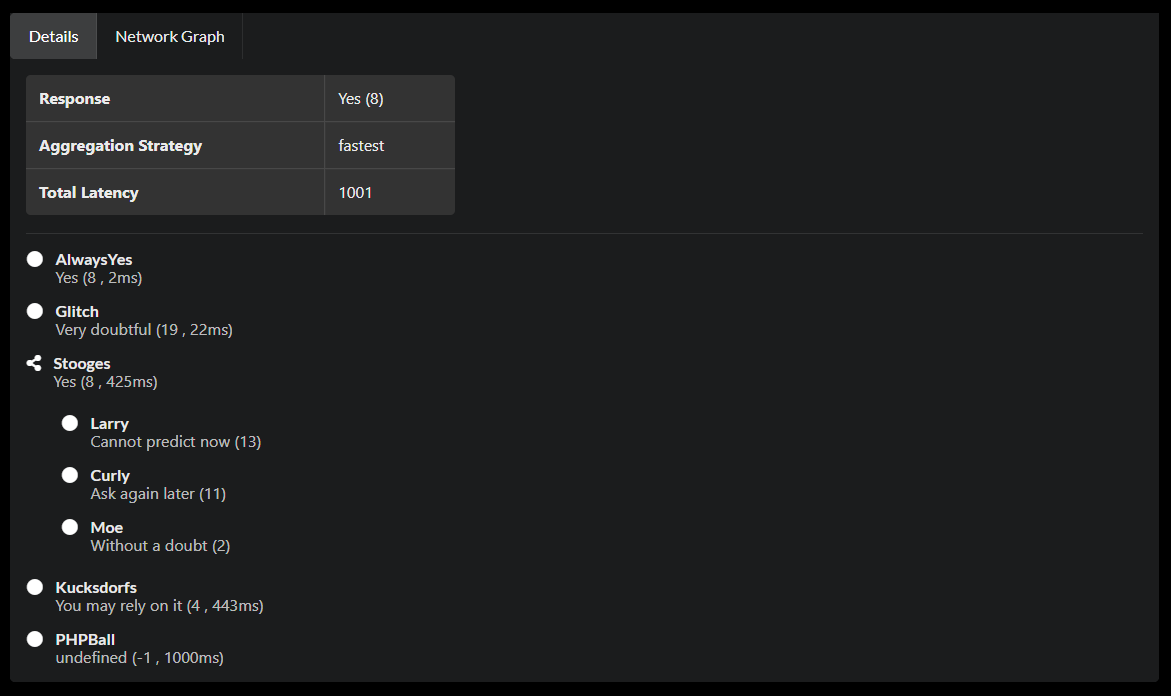 Details Network Graph
Response Yes (8)
Aggregation Strategy fastest
Total Latency 1001
AlwaysYes
Yes (8 , 2ms)
Glitch
Very doubtful (19 , 22ms)
Stooges
Yes (8 , 425ms)
Larry
Cannot predict now (13)
Curly
Ask again later (11)
Moe
Without a doubt (2)
Kucksdorfs
You may rely on it (4 , 443ms)
PHPBall
undefined (-1 , 1000ms)